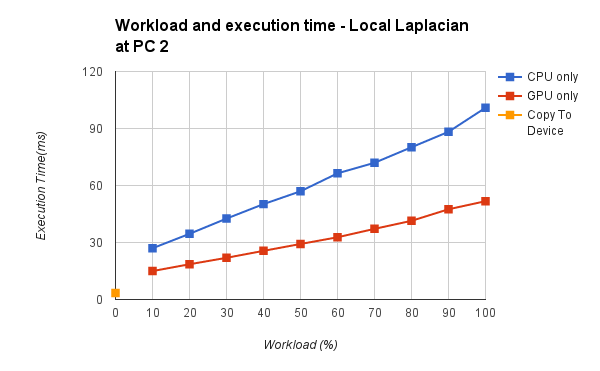 Workload and execution time - Local Laplacian
at PC 2
120
90
60
30
0
Execution Time(ms)
0 10 20 30 40 50 60 70 80 90 100
Workload (%)
CPU only
GPU only
Copy To
Device